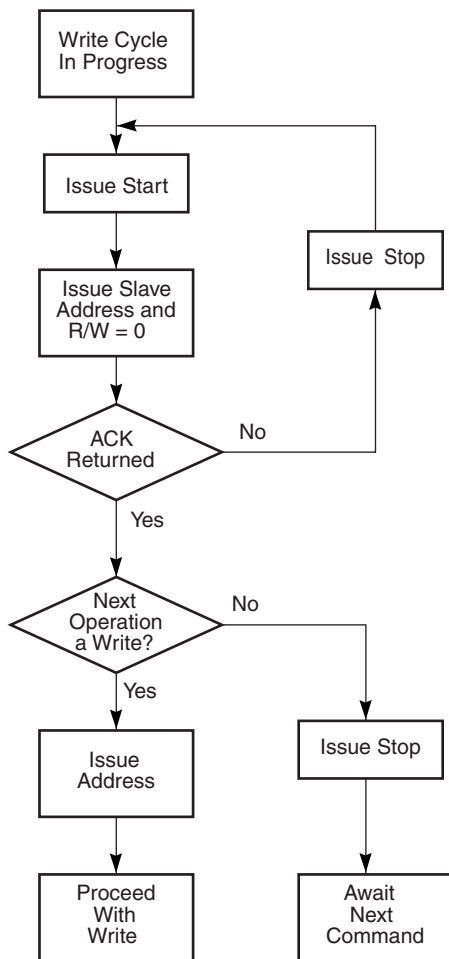 Write Cycle
In Progress
Issue Start
Issue Stop
Issue Slave
Address and
R/W = 0
ACK
Returned
No
Yes
Next
Operation
a Write?
No
Yes
Issue
Address
Issue Stop
Proceed
With
Write
Await
Next
Command